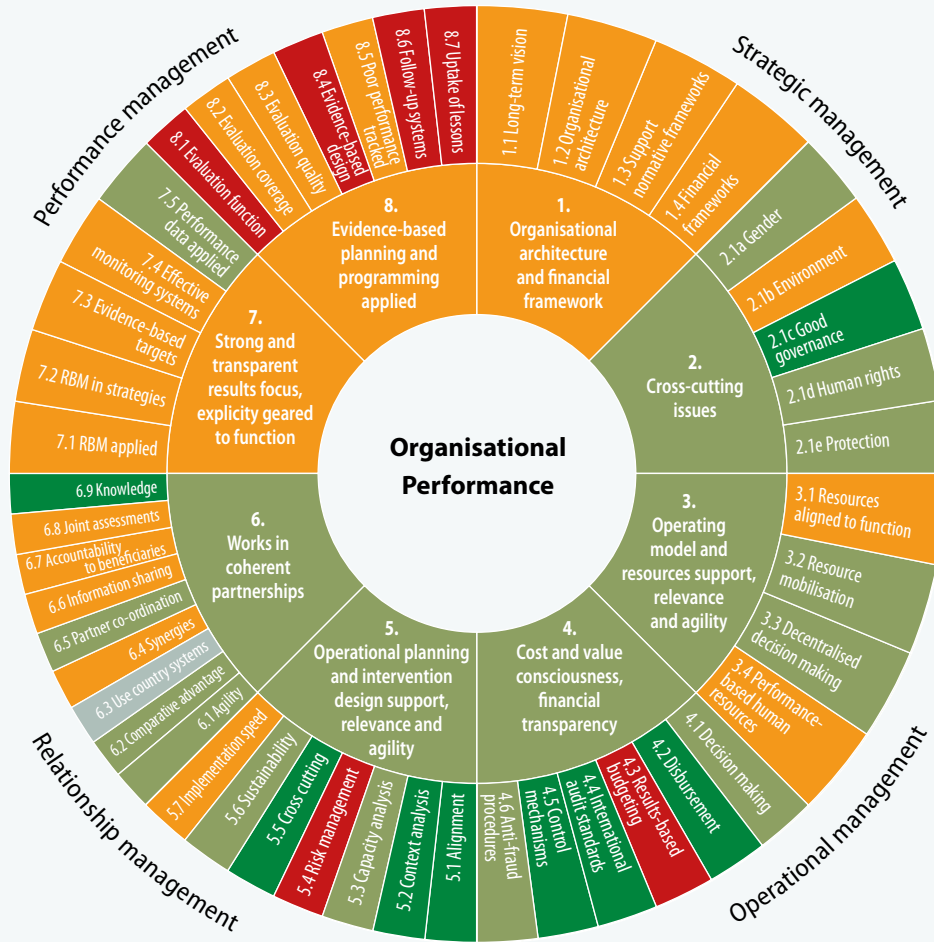 Performance management
Strategic management
Operational management
Relationship management
Organisational
Performance
1.
Organisational
architecture
and financial
framework
1.1 Long-term vision
1.2 Organisational
architecture
1.3 Support
normative frameworks
1.4 Financial
frameworks
2.
Cross-cutting
issues
2.1a Gender
2.1b Environment
2.1c Good
governance
2.1d Human rights
2.1e Protection
3.
Operating
model and
resources support,
relevance
and agility
3.1 Resources
aligned to function
3.2 Resource
mobilisation
3.3 Decentralised
decision making
3.4 Performance-
based human
resources
4.
Cost and value
consciousness,
financial
transparency
4.1 Decision making
4.2 Disbursement
4.3 Results-based
budgeting
4.4 International
audit standards
4.5 Control
mechanisms
4.6 Anti-fraud
procedures
5.
Operational planning
and intervention
design support,
relevance and
agility
5.1 Alignment
5.2 Context analysis
5.3 Capacity analysis
5.4 Risk management
5.5 Cross cutting
5.6 Sustainability
5.7 Implementation speed
6.
Works in
coherent
partnerships
6.1 Agility
6.2 Comparative advantage
6.3 Use country systems
6.4 Synergies
6.5 Partner co-ordination
6.6 Information sharing
6.7 Accountability
to beneficiaries
6.8 Joint assessments
6.9 Knowledge
7.
Strong and
transparent
results focus,
explicity geared
to function
7.1 RBM applied
7.2 RBM in strategies
7.3 Evidence-based
targets
7.4 Effective
monitoring systems
7.5 Performance
data applied
8.
Evidence-based
planning and
programming
applied
8.1 Evaluation function
8.2 Evaluation coverage
8.3 Evaluation quality
8.4 Evidence-based
design
8.5 Poor performance
tracked
8.6 Follow-up systems
8.7 Uptake of lessons